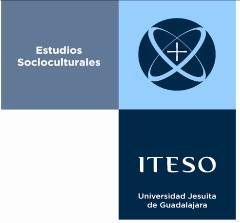 Estudios
Socioculturales
ITESO
Universidad Jesuita
de Guadalajara